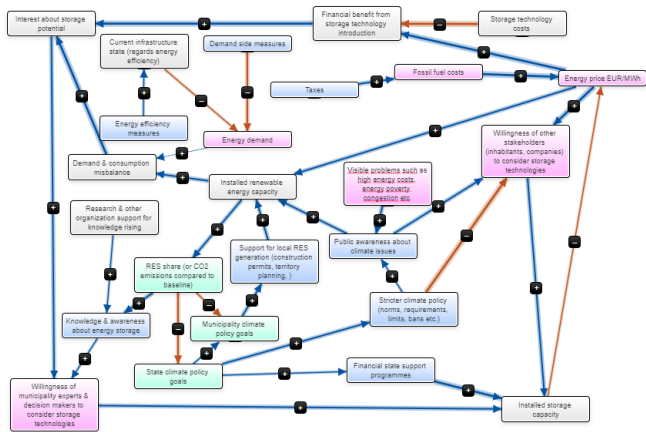 Interest about storage
potential
Financial benefit from
storage technology
introduction
Storage technology
costs
Current infrastructure
state (regards energy
efficiency)
Demand side measures
Taxes
Fossil fuel costs
Energy price EUR/MWh
Energy efficiency
measures
Energy demand
Willingness of other
stakeholders
(inhabitants, companies)
to consider storage
technologies
Demand & consumption
misbalance
Installed renewable
energy capacity
Visible problems such as
high energy costs,
energy poverty,
congestion etc
Research & other
organization support for
knowledge rising
Public awareness about
climate issues
Support for local RES
generation (construction
permits, territory
planning, )
RES share (or CO2
emissions compared to
baseline)
Stricter climate policy
(norms, requirements,
limits, bans etc,)
Knowledge & awareness
about energy storage
Municipality climate
policy goals
State climate policy
goals
Financial state support
programmes
Willingness of
municipality experts &
decision makers to
consider storage
technologies
Installed storage
capacity